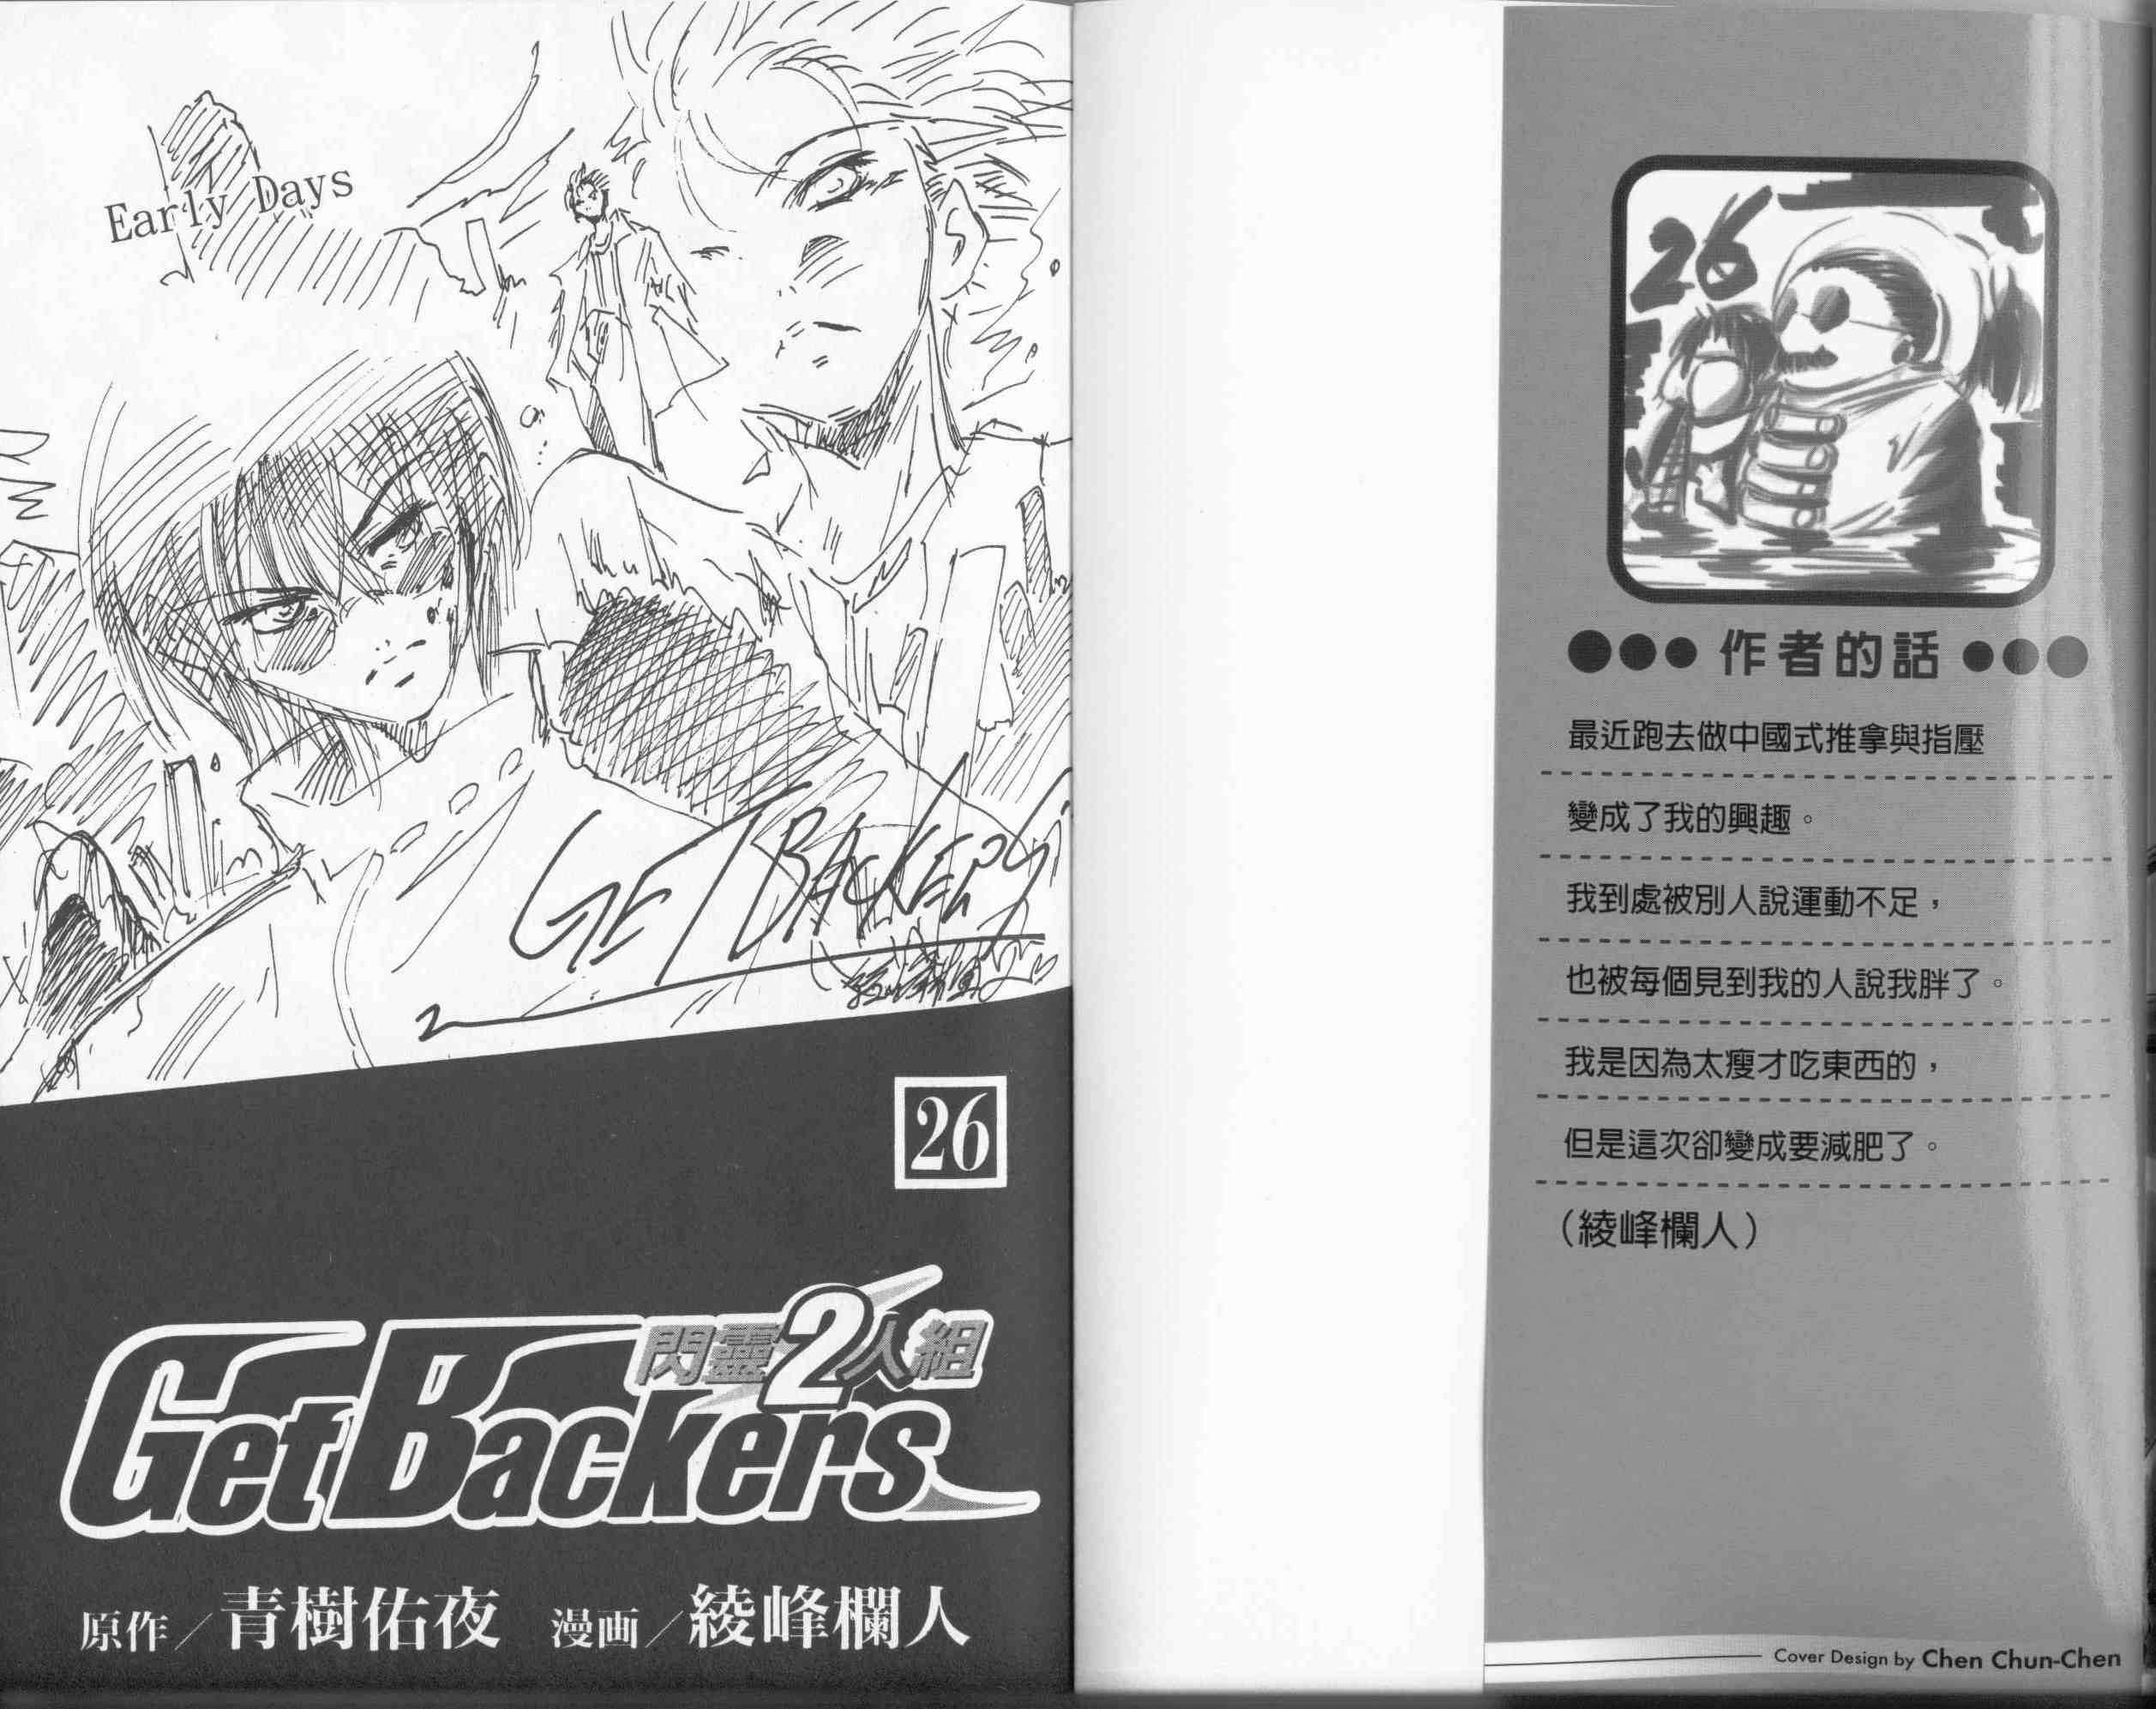 Early Days
GET BACKERS
26
閃靈2人組
GetBackers
原作／青樹佑夜 漫画／綾峰欄人
26
作者的話
最近跑去做中國式推拿與指壓
變成了我的興趣。
我到處被別人說運動不足，
也被每個見到我的人說我胖了。
我是因為太瘦才吃東西的，
但是這次卻變成要減肥了。
（綾峰欄人）
Cover Design by Chen Chun-Chen